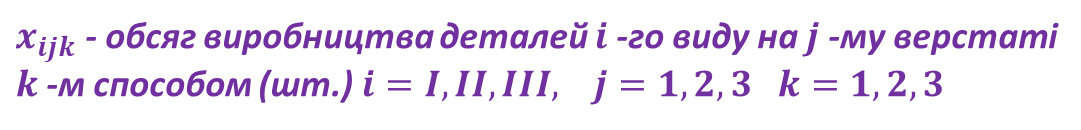 x_{ijk} - обсяг виробництва деталей i -го виду на j -му верстаті
k -м способом (шт.) i = I, II, III, j = 1, 2, 3 k = 1, 2, 3